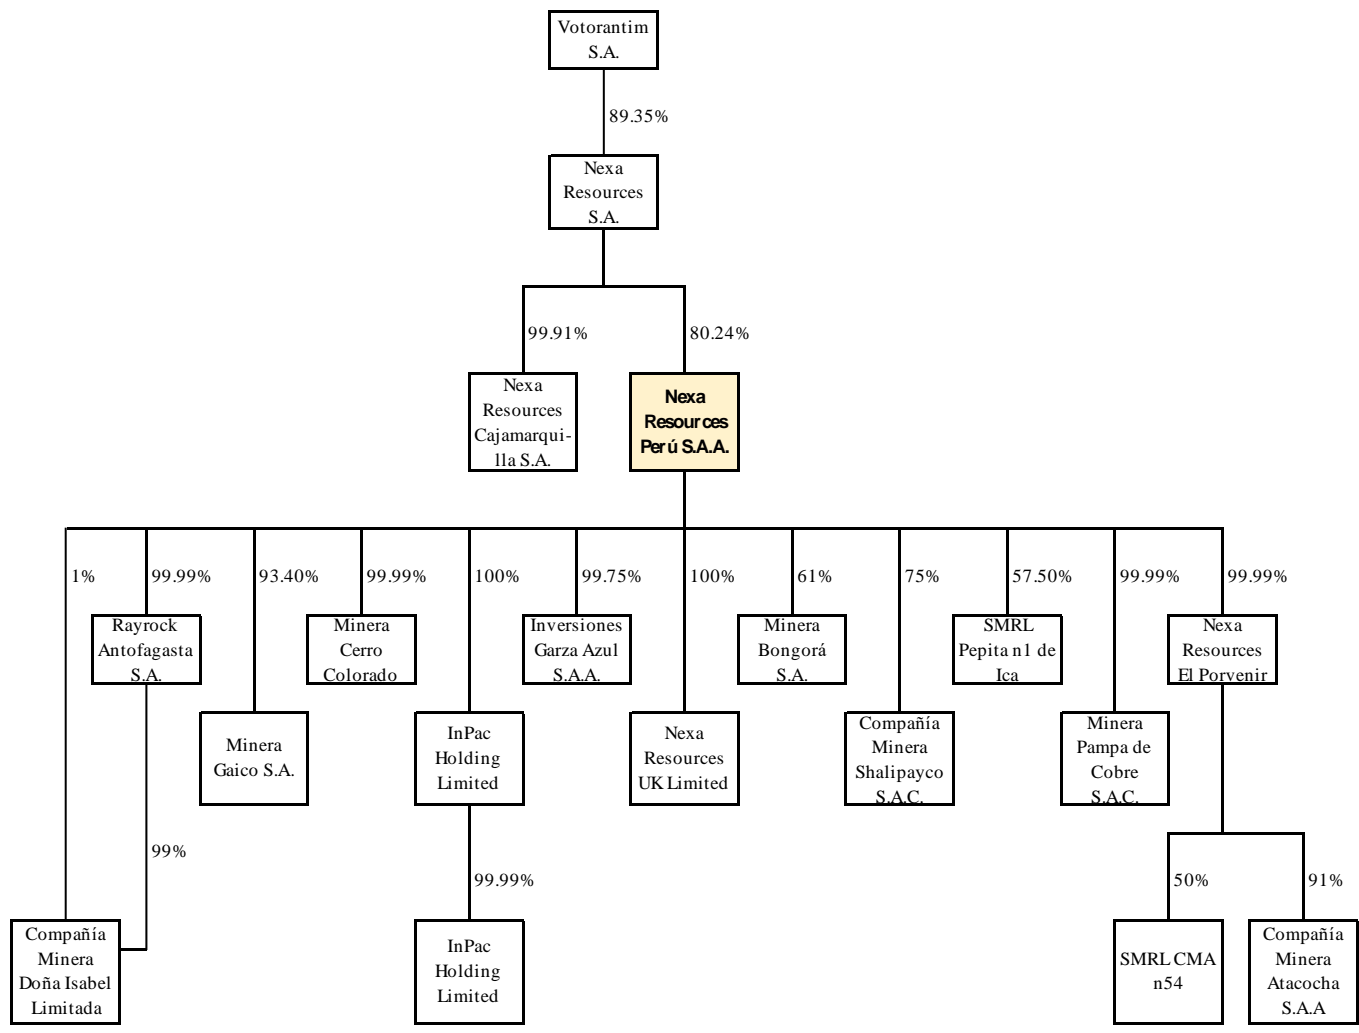 Votorantim
S.A.
89.35%
Nexa
Resources
S.A.
99.91%
80.24%
Nexa
Resources
Cajamarqui-
lla S.A.
Nexa
Resources
Perú S.A.A.
1%
99.99%
93.40%
99.99%
100%
99.75%
100%
61%
75%
57.50%
99.99%
99.99%
Rayrock
Antofagasta
S.A.
Minera
Cerro
Colorado
Inversiones
Garza Azul
S.A.A.
Minera
Bongorá
S.A.
SMRL
Pepita n1 de
Ica
Nexa
Resources
El Porvenir
Minera
Gaico S.A.
InPac
Holding
Limited
Nexa
Resources
UK Limited
Compañía
Minera
Shalipayco
S.A.C.
Minera
Pampa de
Cobre
S.A.C.
99%
99.99%
50%
91%
Compañía
Minera
Doña Isabel
Limitada
InPac
Holding
Limited
SMRL CMA
n54
Compañía
Minera
Atacocha
S.A.A